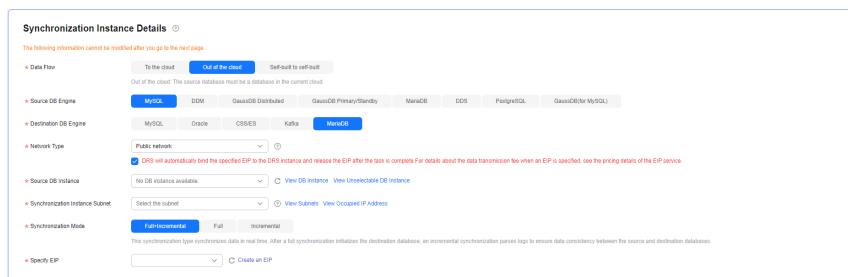 Synchronization Instance Details
The following information cannot be modified after you go to the next page.
* Data Flow To the cloud Out of the cloud Self-built to self-built
Out of the cloud: The source database must be a database in the current cloud.
* Source DB Engine MySQL DDM GaussDB Distributed GaussDB Primary/Standby MariaDB DDS PostgreSQL GaussDB(for MySQL)
* Destination DB Engine MySQL Oracle CSS/ES Kafka MariaDB
* Network Type Public network
DRS will automatically bind the specified EIP to the DRS instance and release the EIP after the task is complete.For details about the data transmission fee when an EIP is specified, see the pricing details of the EIP service.
* Source DB Instance No DB instance available. View DB Instance View Unselectable DB Instance
* Synchronization Instance Subnet Select the subnet View Subnets View Occupied IP Address
* Synchronization Mode Full+Incremental Full Incremental
This synchronization type synchronizes data in real time. After a full synchronization initializes the destination database, an incremental synchronization parses logs to ensure data consistency between the source and destination databases.
* Specify EIP Create an EIP